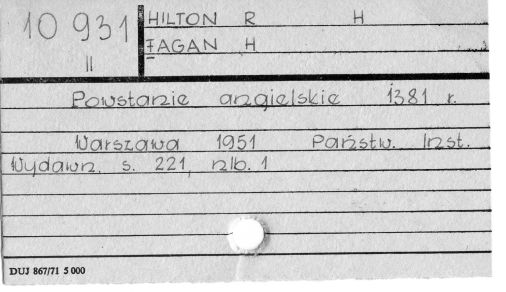 10 931
II
HILTON R H
FAGAN H
Powstanie angielskie 1381 r.
Warszawa 1951 Państw. Inst.
Wydawn. s. 221, nlb. 1
DUJ 867/71 5 000